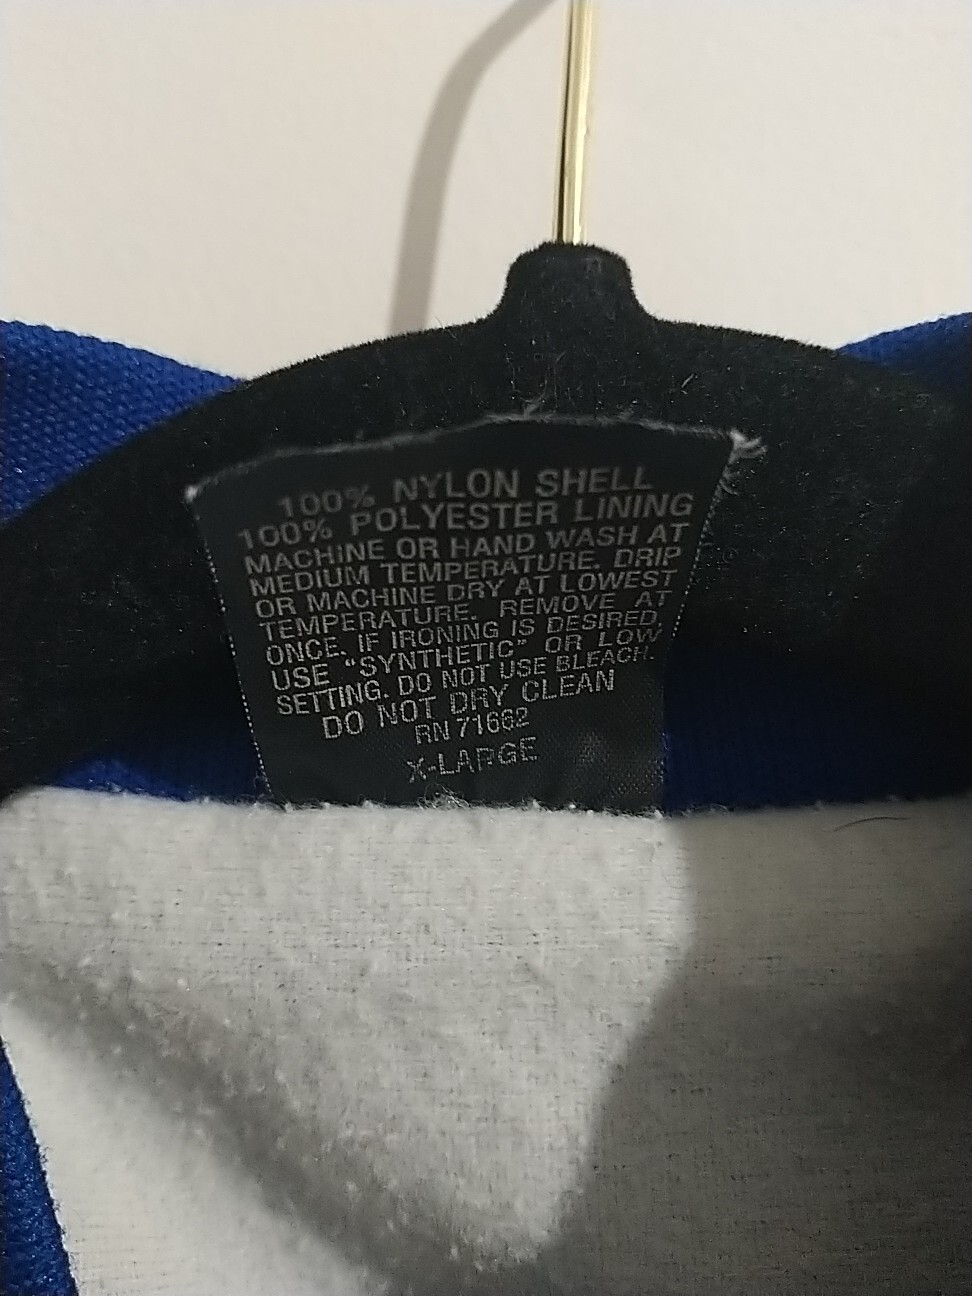 100% NYLON SHELL
100% POLYESTER LINING
MACHINE OR HAND WASH AT
MEDIUM TEMPERATURE. DRIP
OR MACHINE DRY AT LOWEST
TEMPERATURE. REMOVE AT
ONCE. IF IRONING IS DESIRED,
USE "SYNTHETIC" OR LOW
SETTING. DO NOT USE BLEACH.
DO NOT DRY CLEAN
RN 71662
X-LARGE